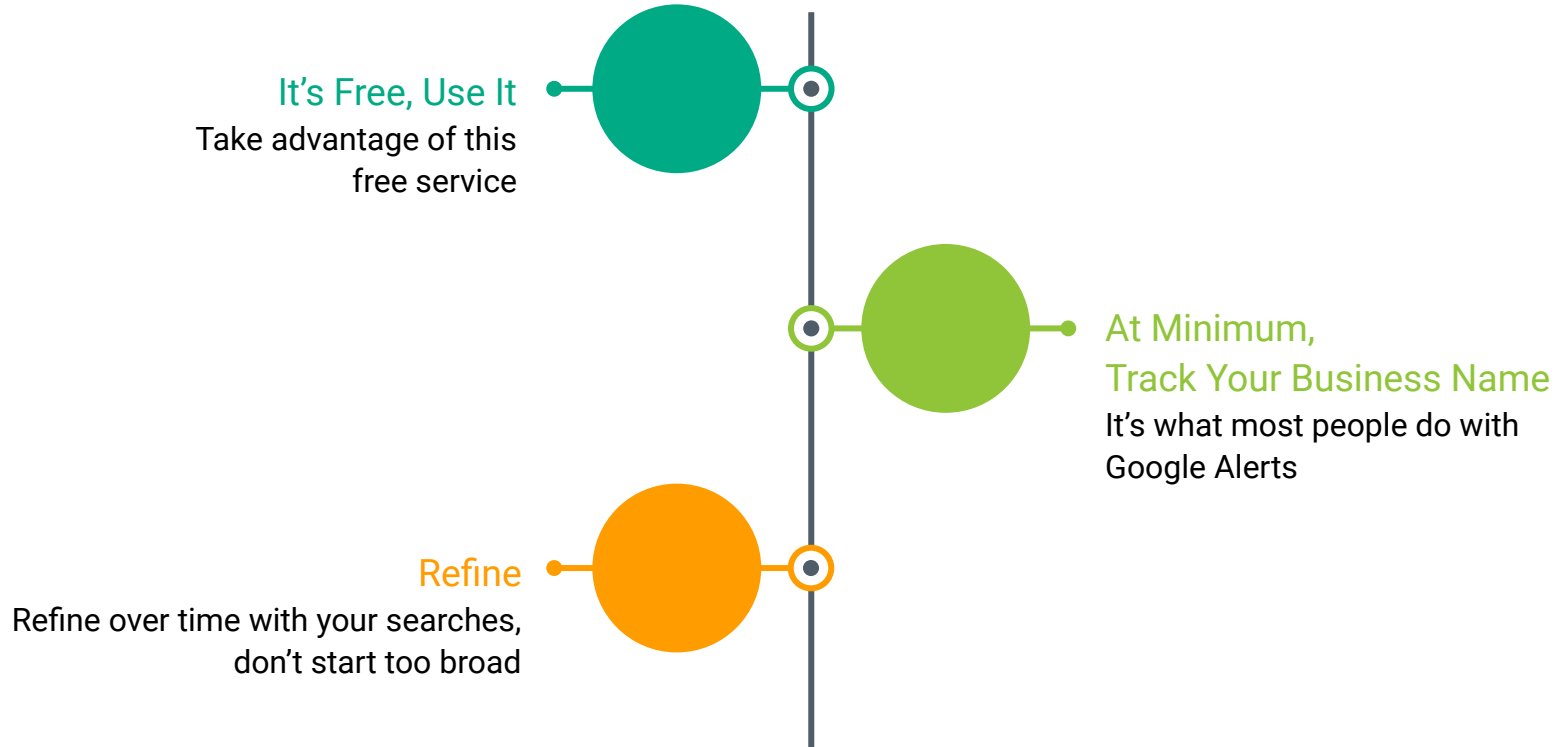 It’s Free, Use It
Take advantage of this
free service
At Minimum,
Track Your Business Name
It’s what most people do with
Google Alerts
Refine
Refine over time with your searches,
don’t start too broad